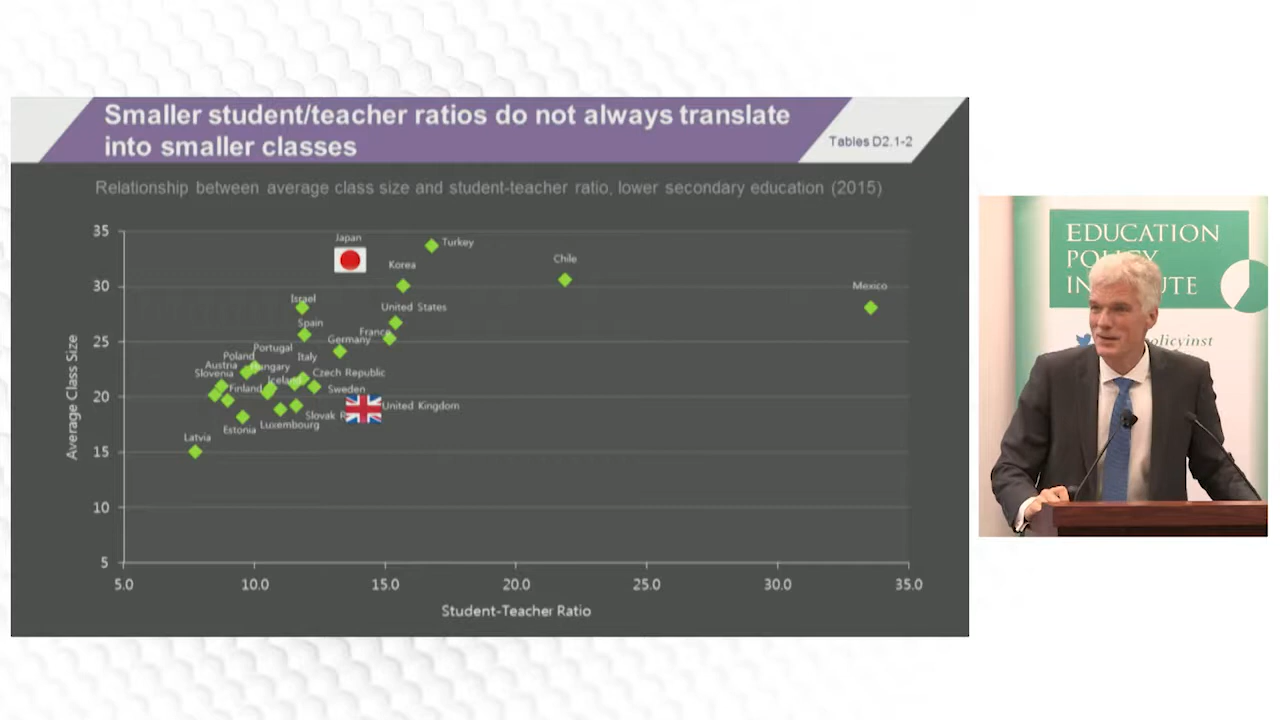 Smaller student/teacher ratios do not always translate
into smaller classes
Tables D2.1-2
Relationship between average class size and student-teacher ratio, lower secondary education (2015)
Average Class Size
35
30
25
20
15
10
5
Japan
Turkey
Korea
Chile
Mexico
Israel
United States
Spain
France
Germany
Portugal
Poland
Italy
Austria
Hungary
Slovenia
Iceland
Czech Republic
Finland
Sweden
United Kingdom
Slovak R
Luxembourg
Estonia
Latvia
5.0 10.0 15.0 20.0 25.0 30.0 35.0
Student-Teacher Ratio
EDUCATION
POLICY
INSTITUTE
policyinst